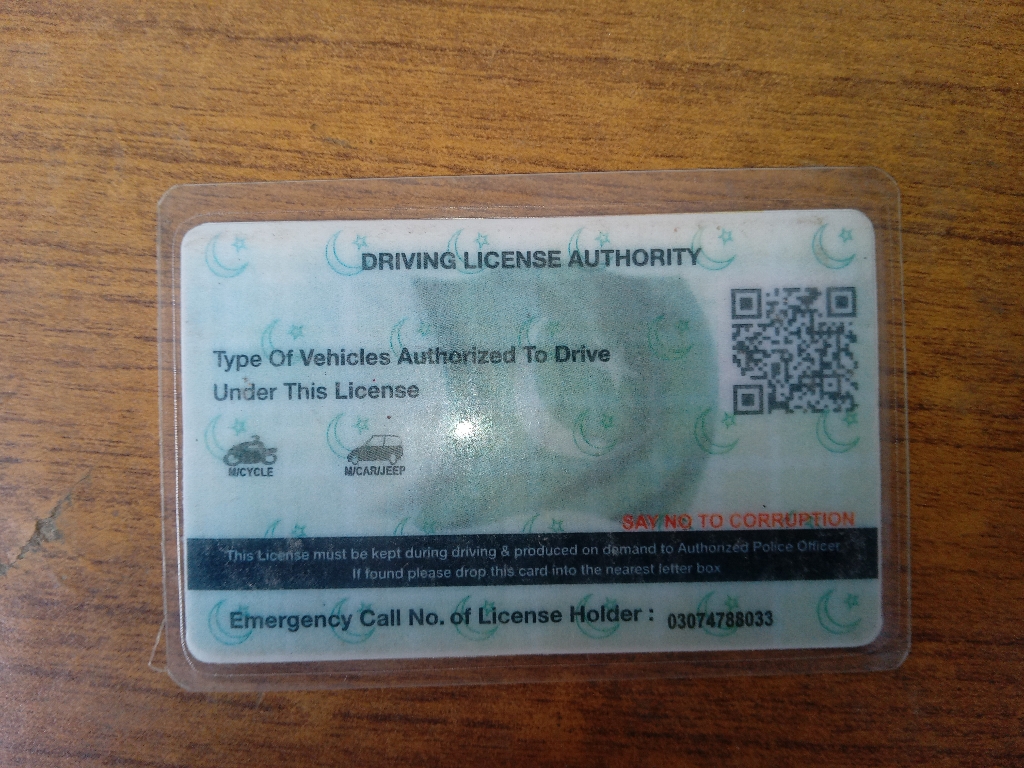 DRIVING LICENSE AUTHORITY
Type Of Vehicles Authorized To Drive
Under This License
M/CYCLE M/CAR/JEEP
SAY NO TO CORRUPTION
This License must be kept during driving & produced on demand to Authorized Police Officer
If found please drop this card into the nearest letter box
Emergency Call No. of License Holder : 03074788033